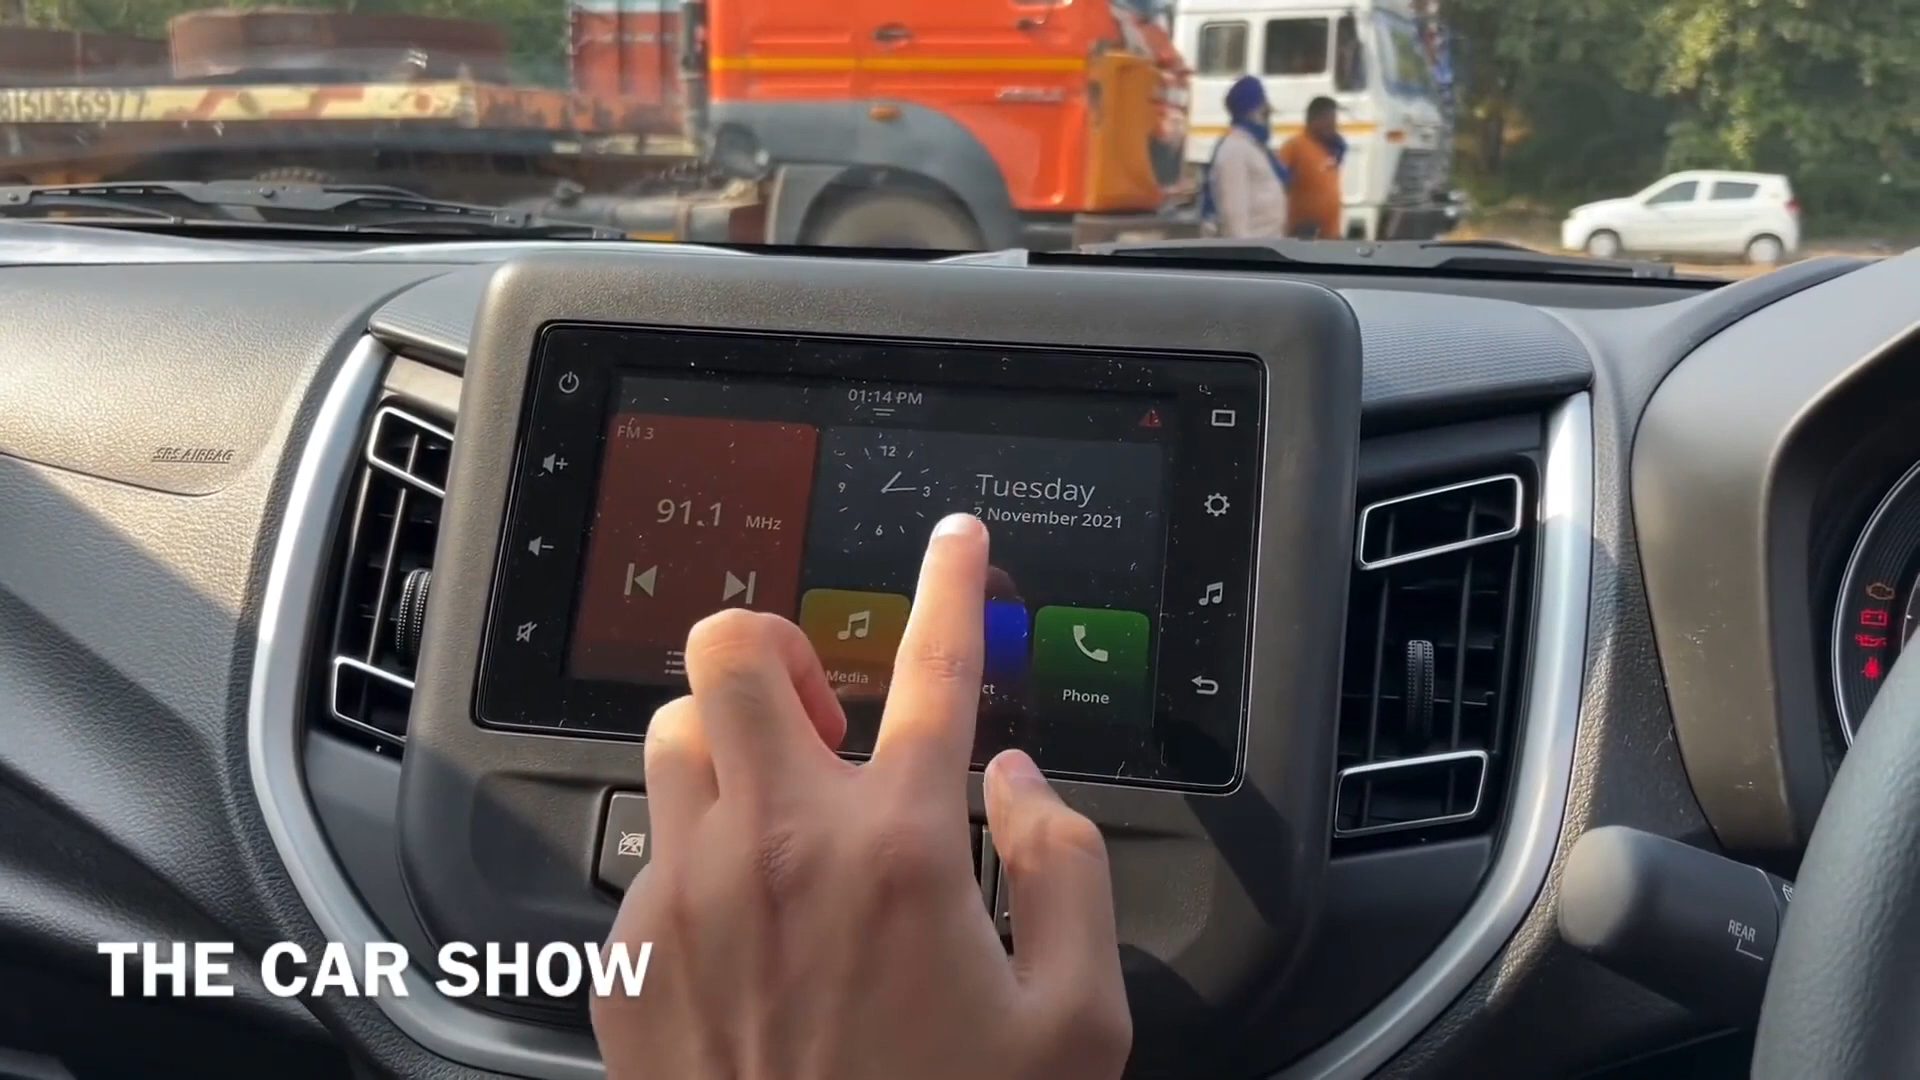 01:14 PM
FM 3
91.1 MHz
12
3
6
9
Tuesday
2 November 2021
Media
ct
Phone
SRS AIRBAG
REAR
THE CAR SHOW